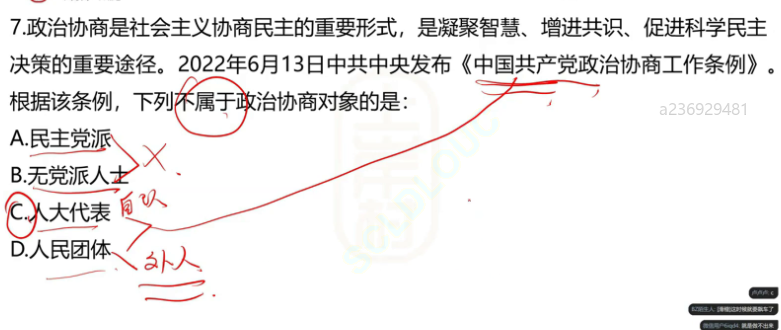 7.政治协商是社会主义协商民主的重要形式，是凝聚智慧、增进共识、促进科学民主
决策的重要途径。2022年6月13日中共中央发布《中国共产党政治协商工作条例》。
根据该条例，下列不属于政治协商对象的是：
a236929481
A.民主党派
B.无党派人士
C.人大代表
D.人民团体
外人